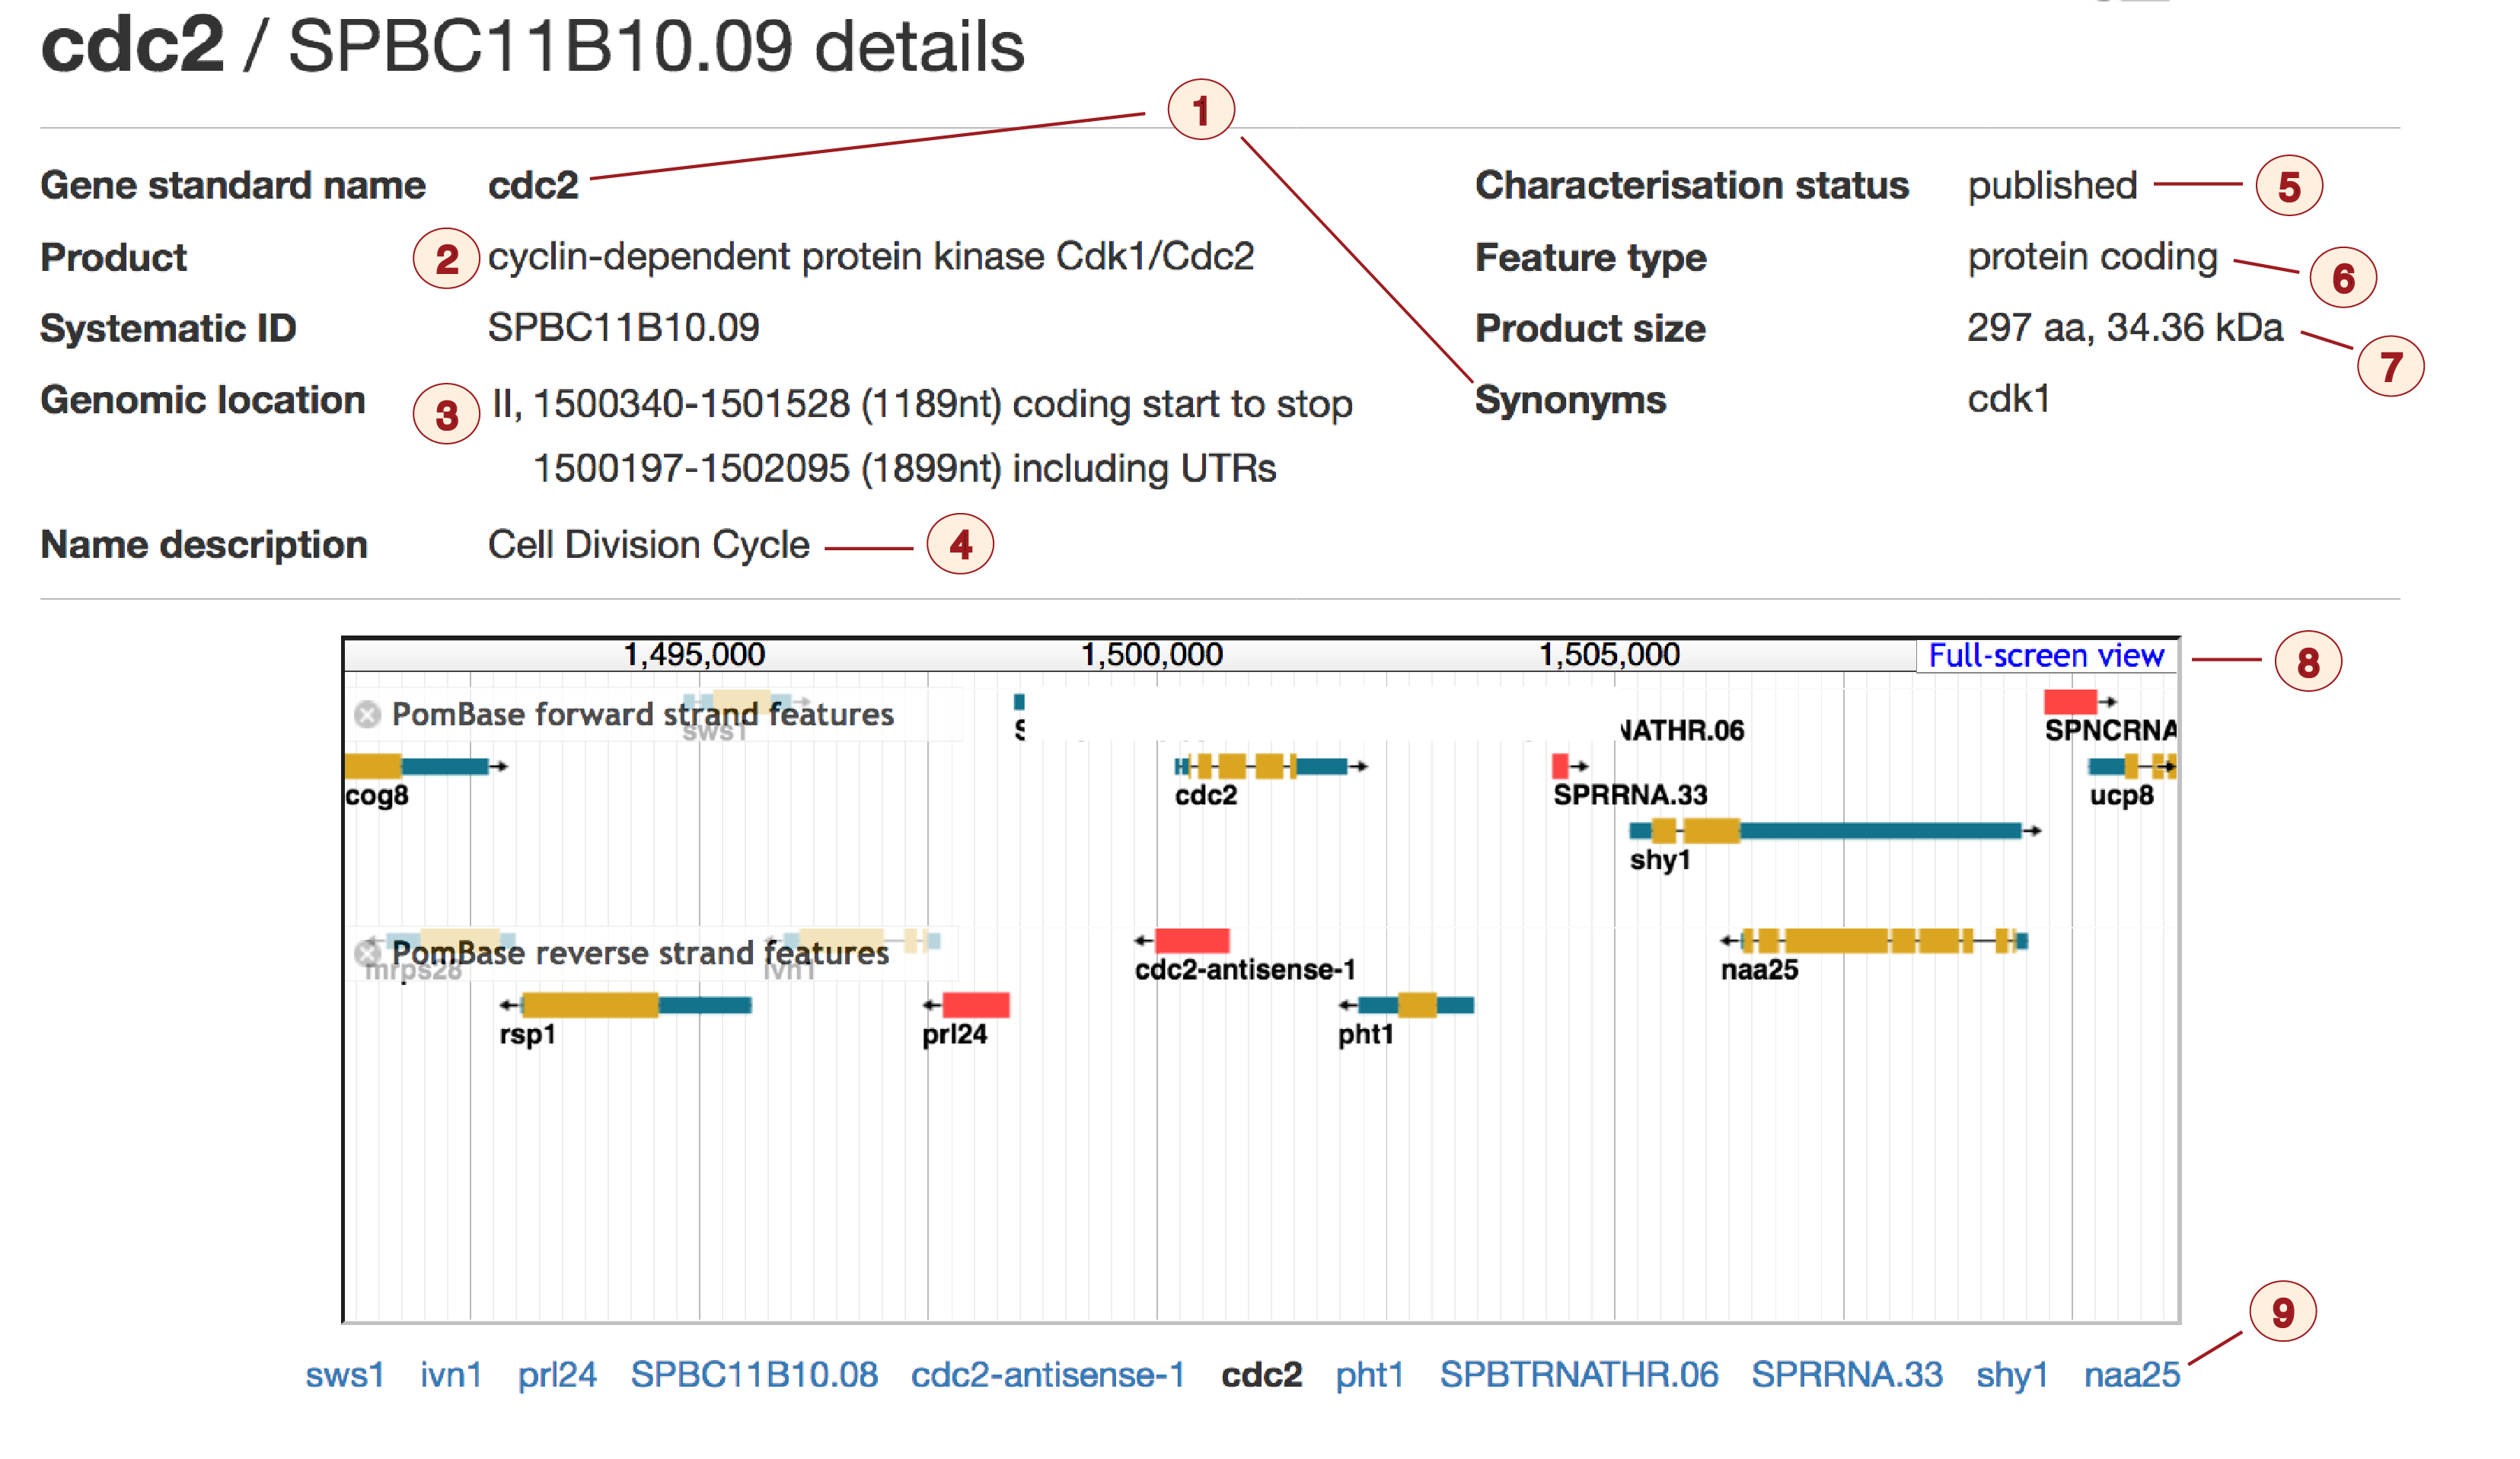 cdc2 / SPBC11B10.09 details
1
Gene standard name cdc2
Characterisation status published 5
Product 2 cyclin-dependent protein kinase Cdk1/Cdc2
Feature type protein coding 6
Systematic ID SPBC11B10.09
Product size 297 aa, 34.36 kDa 7
Genomic location 3 II, 1500340-1501528 (1189nt) coding start to stop
1500197-1502095 (1899nt) including UTRs
Synonyms cdk1
Name description Cell Division Cycle 4
1,495,000 1,500,000 1,505,000 Full-screen view 8
PomBase forward strand features
sws1 NATHR.06 SPNCRNA
cog8 cdc2 SPRRNA.33 ucp8
shy1
PomBase reverse strand features
mrps28 ivn1 cdc2-antisense-1 naa25
rsp1 prl24 pht1
9
sws1 ivn1 prl24 SPBC11B10.08 cdc2-antisense-1 cdc2 pht1 SPBTRNATHR.06 SPRRNA.33 shy1 naa25